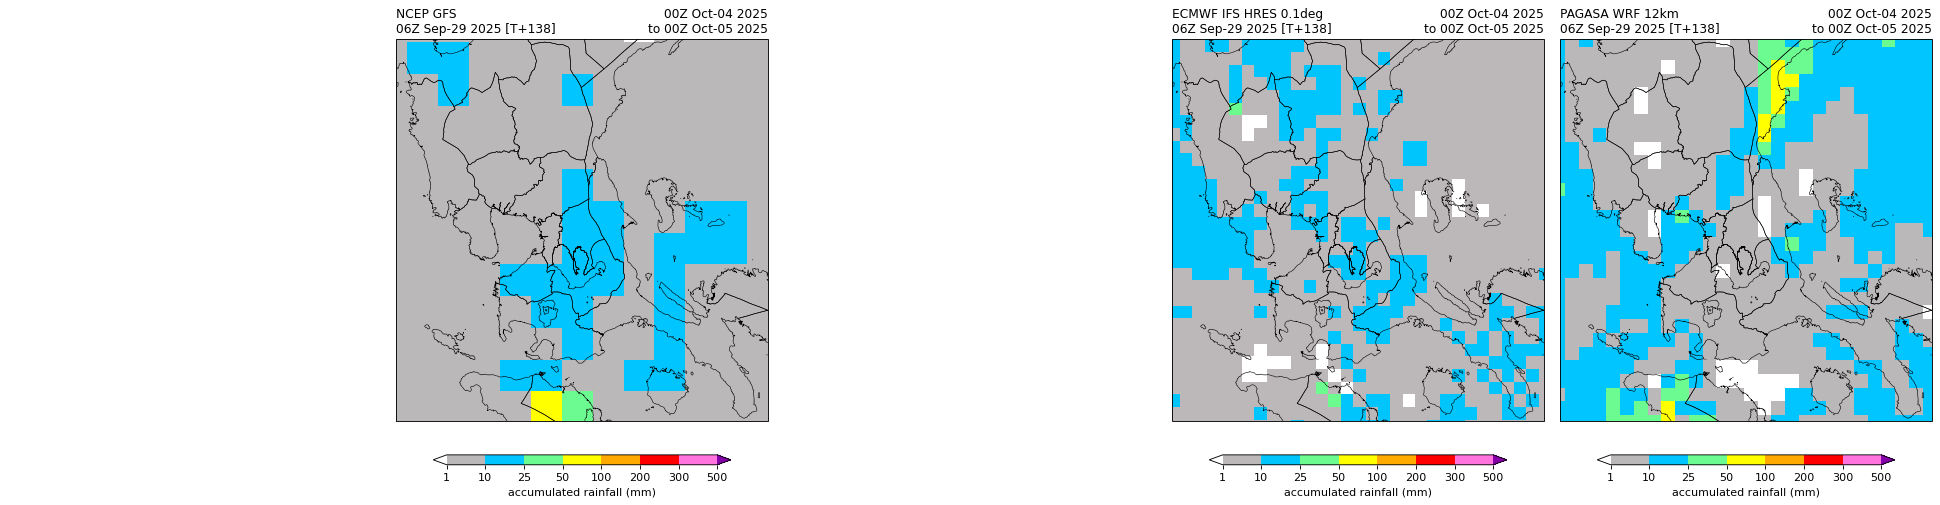 NCEP GFS 00Z Oct-04 2025
06Z Sep-29 2025 [T+138] to 00Z Oct-05 2025
1 10 25 50 100 200 300 500
accumulated rainfall (mm)
ECMWF IFS HRES 0.1deg 00Z Oct-04 2025
06Z Sep-29 2025 [T+138] to 00Z Oct-05 2025
1 10 25 50 100 200 300 500
accumulated rainfall (mm)
PAGASA WRF 12km 00Z Oct-04 2025
06Z Sep-29 2025 [T+138] to 00Z Oct-05 2025
1 10 25 50 100 200 300 500
accumulated rainfall (mm)